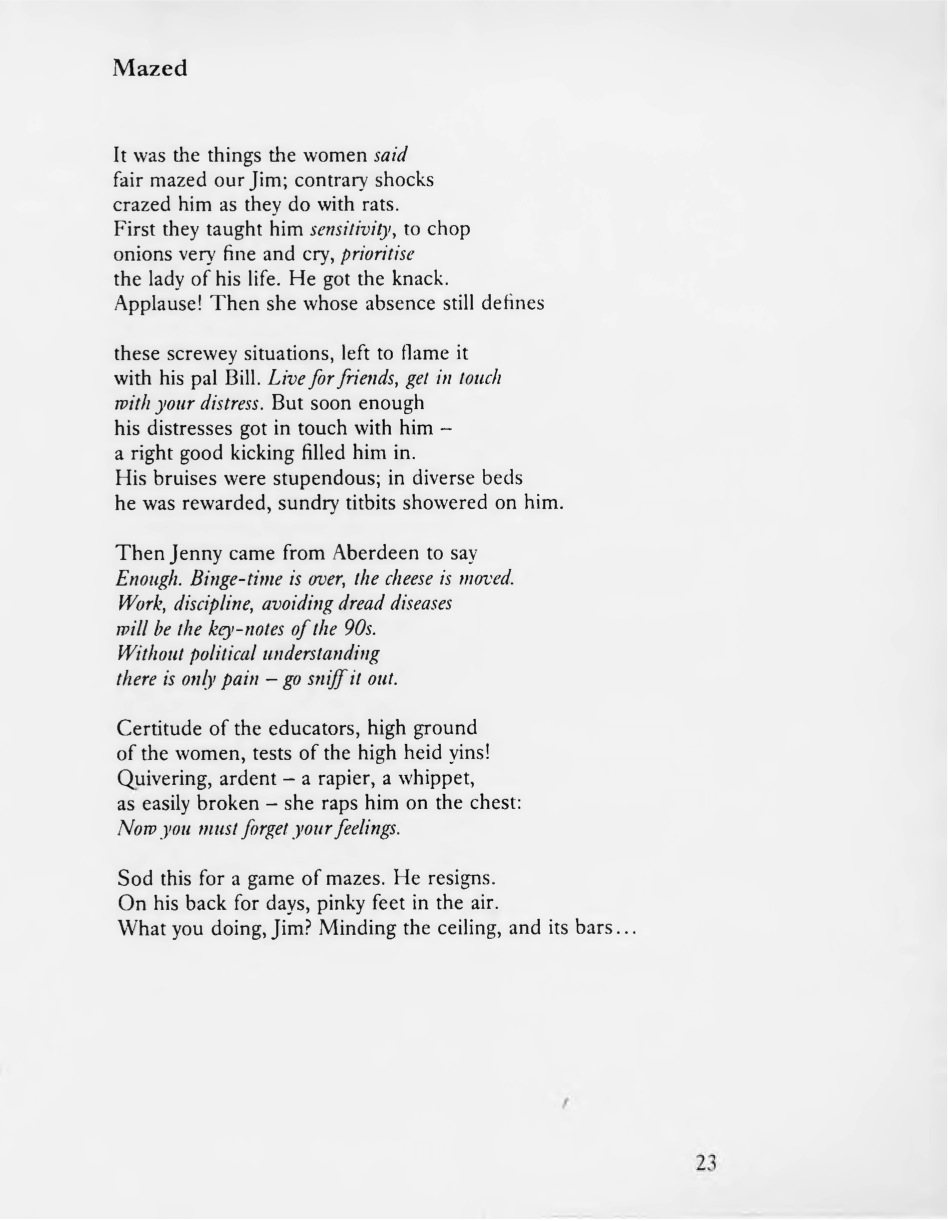 Mazed

It was the things the women said
fair mazed our Jim; contrary shocks
crazed him as they do with rats.
First they taught him sensitivity, to chop
onions very fine and cry, prioritise
the lady of his life. He got the knack.
Applause! Then she whose absence still defines

these screwey situations, left to flame it
with his pal Bill. Live for friends, get in touch
with your distress. But soon enough
his distresses got in touch with him –
a right good kicking filled him in.
His bruises were stupendous; in diverse beds
he was rewarded, sundry titbits showered on him.

Then Jenny came from Aberdeen to say
Enough. Binge-time is over, the cheese is moved.
Work, discipline, avoiding dread diseases
will be the key-notes of the 90s.
Without political understanding
there is only pain – go sniff it out.

Certitude of the educators, high ground
of the women, tests of the high heid yins!
Quivering, ardent – a rapier, a whippet,
as easily broken – she raps him on the chest:
Now you must forget your feelings.

Sod this for a game of mazes. He resigns.
On his back for days, pinky feet in the air.
What you doing, Jim? Minding the ceiling, and its bars...

23